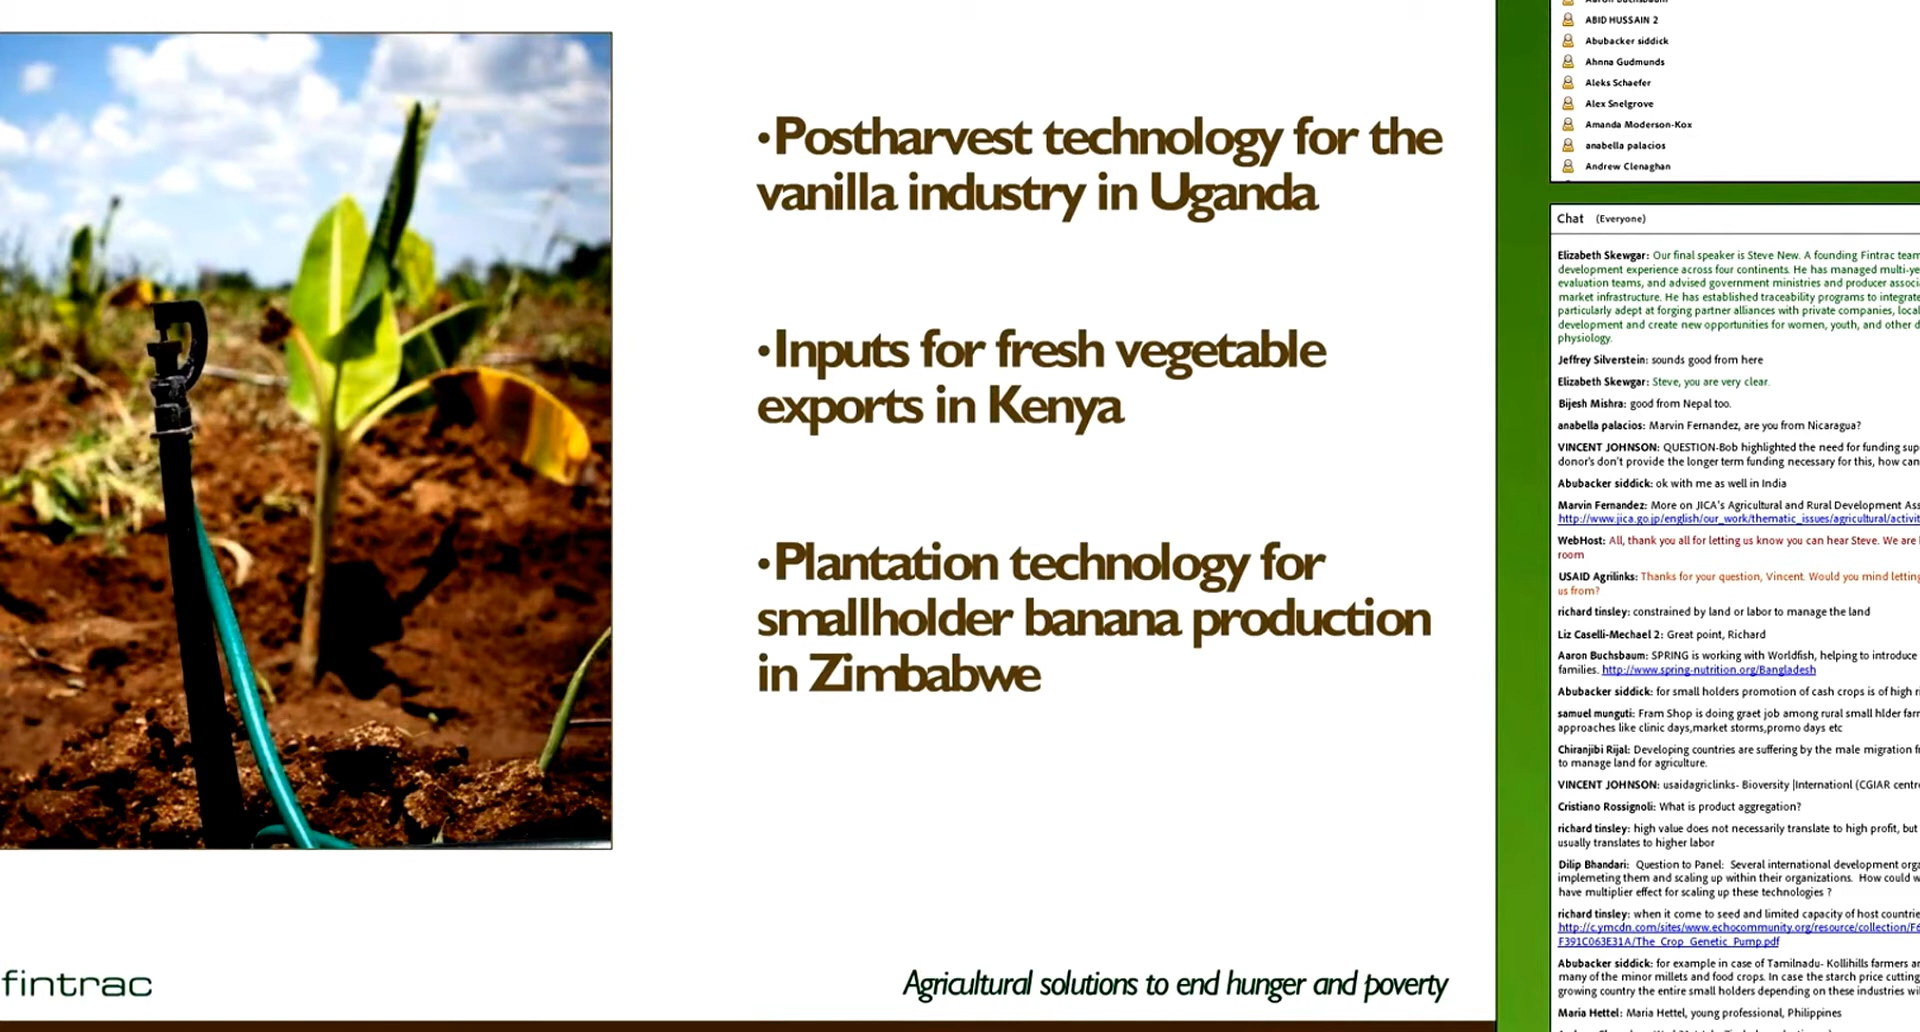 •Postharvest technology for the
vanilla industry in Uganda
•Inputs for fresh vegetable
exports in Kenya
•Plantation technology for
smallholder banana production
in Zimbabwe
fintrac
Agricultural solutions to end hunger and poverty
ABID HUSSAIN 2
Abubacker siddick
Ahnna Gudmunds
Aleks Schaefer
Alex Snelgrove
Amanda Moderson-Kox
anabella palacios
Andrew Clenaghan
Chat (Everyone)
Elizabeth Skewgar: Our final speaker is Steve New. A founding Fintrac team
development experience across four continents. He has managed multi-ye
evaluation teams, and advised government ministries and producer associ
market infrastructure. He has established traceability programs to integrate
particularly adept at forging partner alliances with private companies, local
development and create new opportunities for women, youth, and other d
physiology.
Jeffrey Silverstein: sounds good from here
Elizabeth Skewgar: Steve, you are very clear.
Bijesh Mishra: good from Nepal too.
anabella palacios: Marvin Fernandez, are you from Nicaragua?
VINCENT JOHNSON: QUESTION-Bob highlighted the need for funding sup
donor's don't provide the longer term funding necessary for this, how can
Abubacker siddick: ok with me as well in India
Marvin Fernandez: More on JICA's Agricultural and Rural Development Ass
http://www.jica.go.jp/english/our_work/thematic_issues/agricultural/activit
WebHost: All, thank you all for letting us know you can hear Steve. We are
room
USAID Agrilinks: Thanks for your question, Vincent. Would you mind letting
us from?
richard tinsley: constrained by land or labor to manage the land
Liz Caselli-Mechael 2: Great point, Richard
Aaron Buchsbaum: SPRING is working with Worldfish, helping to introduce
families. http://www.spring-nutrition.org/Bangladesh
Abubacker siddick: for small holders promotion of cash crops is of high ri
samuel munguti: Fram Shop is doing graet job among rural small hlder farr
approaches like clinic days,market storms,promo days etc
Chiranjibi Rijal: Developing countries are suffering by the male migration f
to manage land for agriculture.
VINCENT JOHNSON: usaidagriclinks- Bioversity |Internationl (CGIAR centr
Cristiano Rossignoli: What is product aggregation?
richard tinsley: high value does not necessarily translate to high profit, but
usually translates to higher labor
Dilip Bhandari: Question to Panel: Several international development orga
implemeting them and scaling up within their organizations. How could w
have multiplier effect for scaling up these technologies ?
richard tinsley: when it come to seed and limited capacity of host countrie
http://c.ymcdn.com/sites/www.echocommunity.org/resource/collection/F6
F391C063E31A/The_Crop_Genetic_Pump.pdf
Abubacker siddick: for example in case of Tamilnadu- Kollihills farmers ar
many of the minor millets and food crops. In case the starch price cutting
growing country the entire small holders depending on these industries wi
Maria Hettel: Maria Hettel, young professional, Philippines